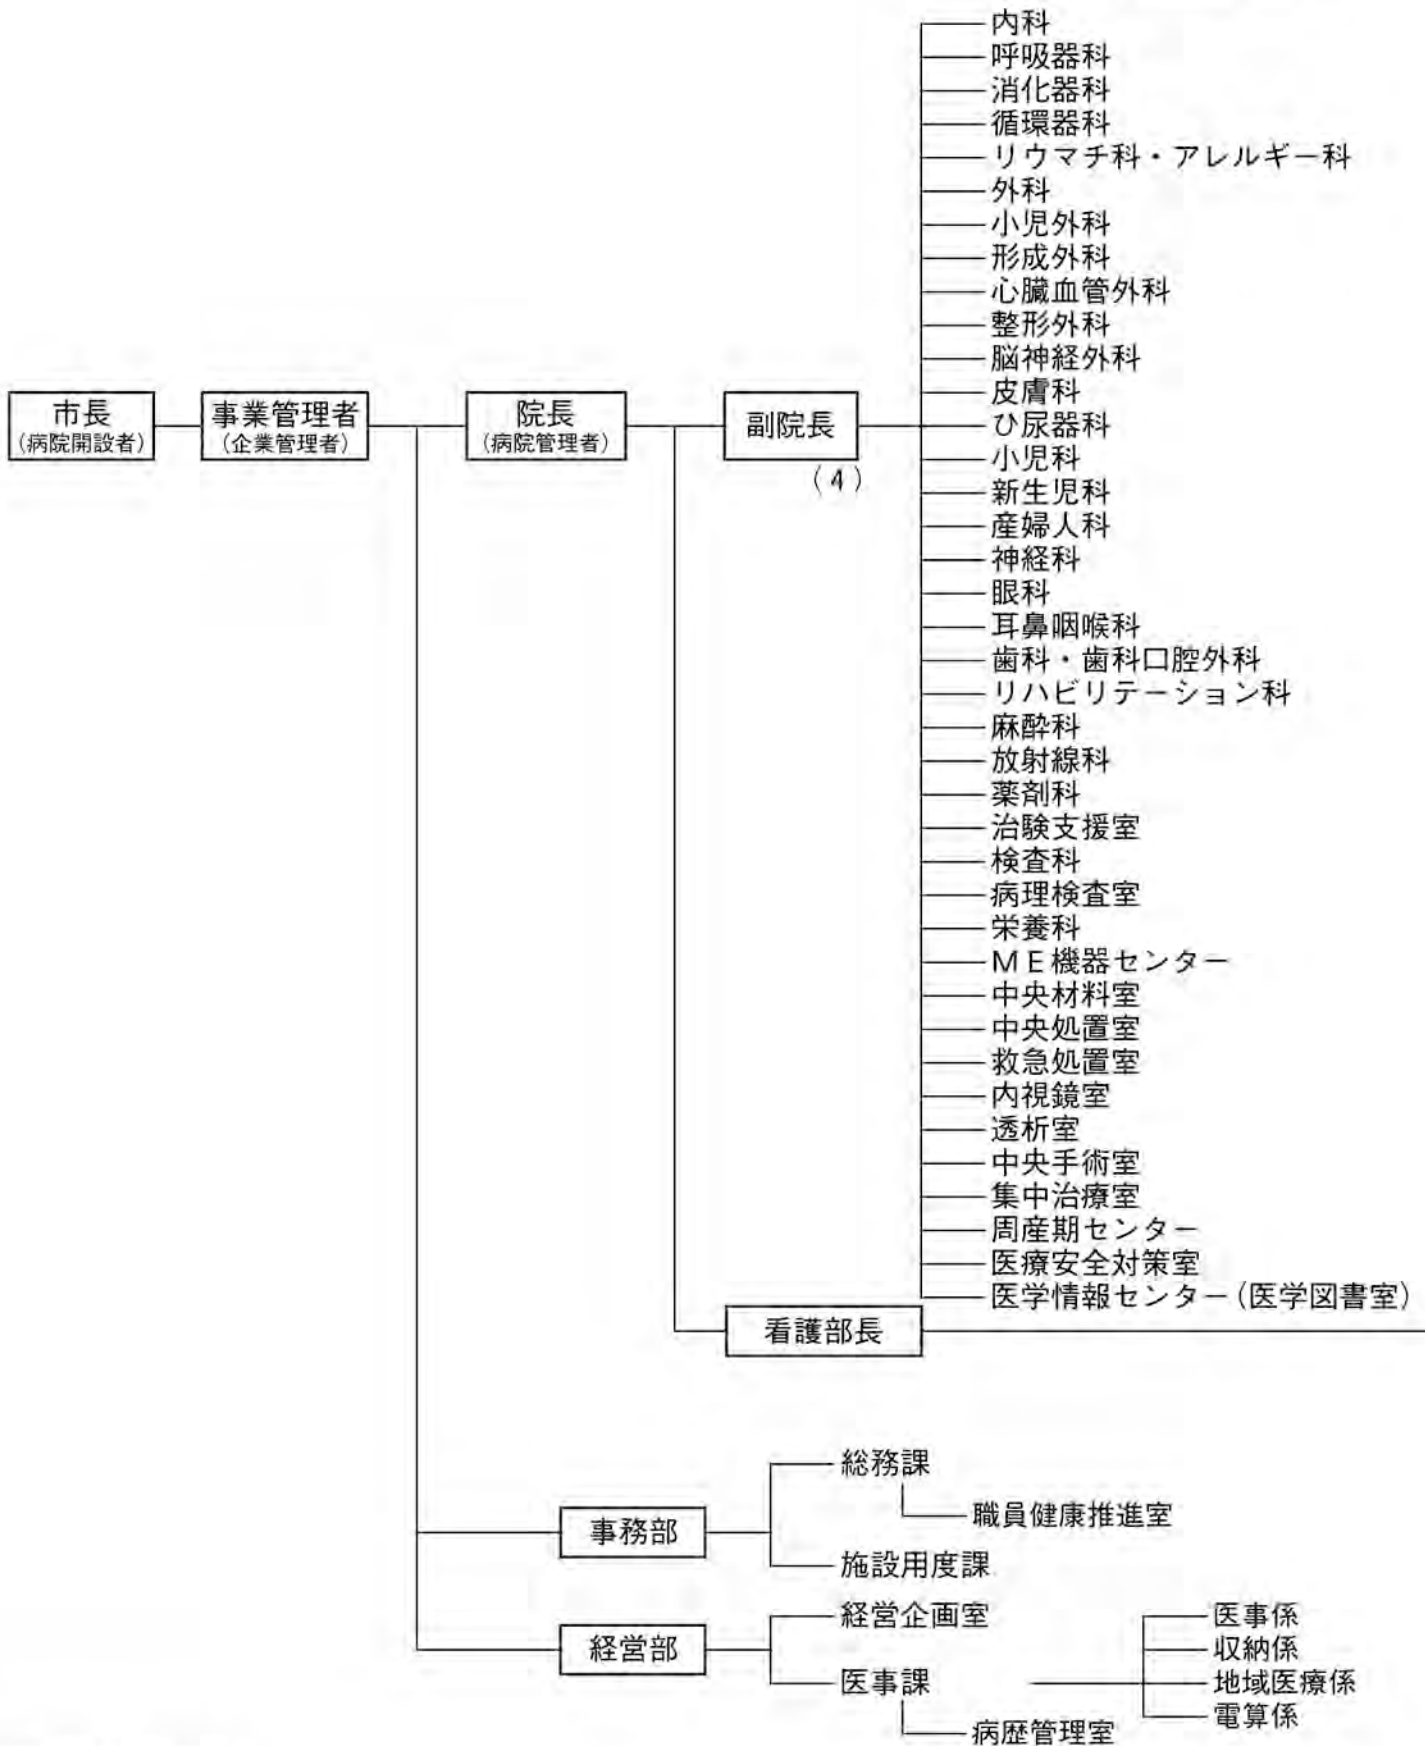 内科
呼吸器科
消化器科
循環器科
リウマチ科・アレルギー科
外科
小児外科
形成外科
心臓血管外科
整形外科
脳神経外科
皮膚科
ひ尿器科
小児科
新生児科
産婦人科
神経科
眼科
耳鼻咽喉科
歯科・歯科口腔外科
リハビリテーション科
麻酔科
放射線科
薬剤科
治験支援室
検査科
病理検査室
栄養科
ME機器センター
中央材料室
中央処置室
救急処置室
内視鏡室
透析室
中央手術室
集中治療室
周産期センター
医療安全対策室
医学情報センター(医学図書室)
市長
(病院開設者)
事業管理者
(企業管理者)
院長
(病院管理者)
副院長
(4)
看護部長
事務部
総務課
職員健康推進室
施設用度課
経営部
経営企画室
医事課
病歴管理室
医事係
収納係
地域医療係
電算係